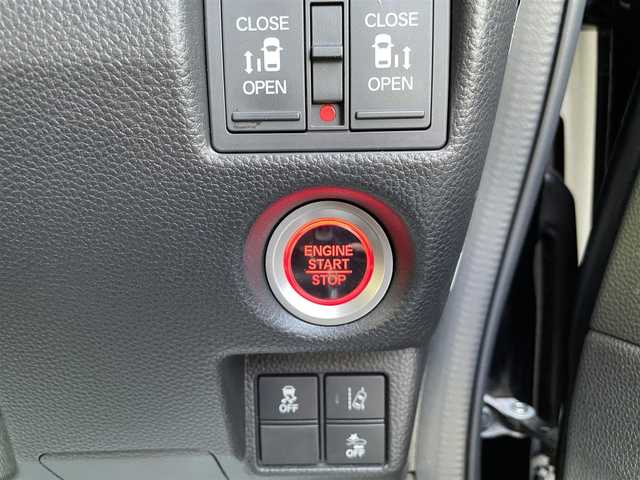 CLOSE
OPEN
CLOSE
OPEN
ENGINE
START
STOP
OFF
OFF